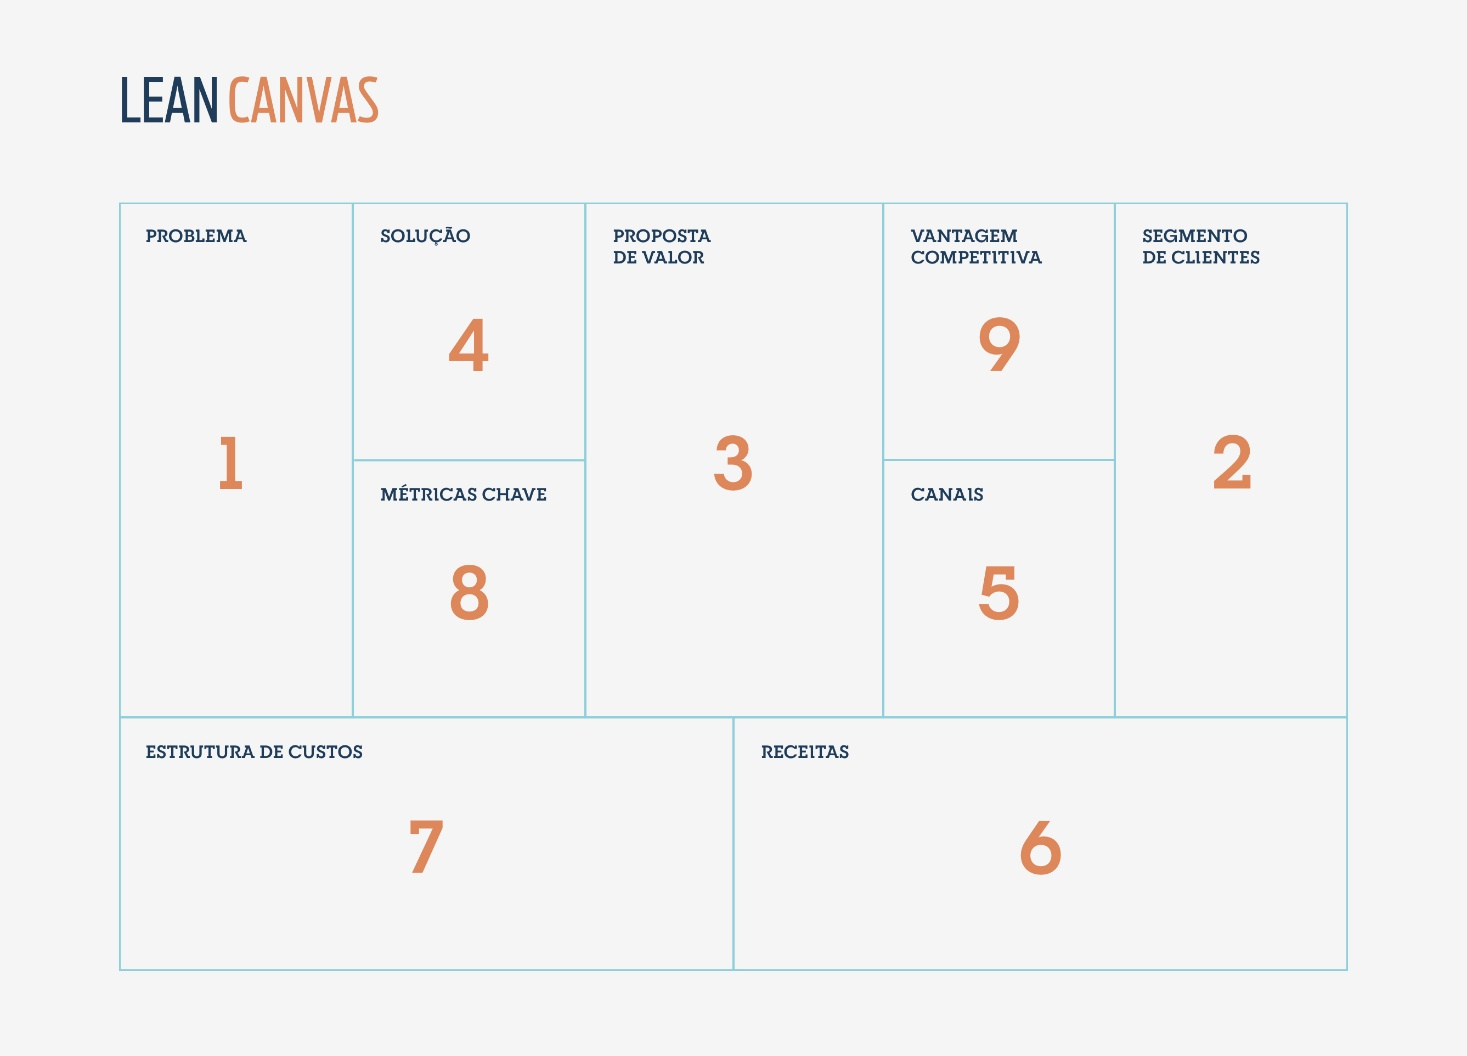 LEAN CANVAS
PROBLEMA
1
SOLUÇÃO
4
MÉTRICAS CHAVE
8
PROPOSTA
DE VALOR
3
VANTAGEM
COMPETITIVA
9
CANAIS
5
SEGMENTO
DE CLIENTES
2
ESTRUTURA DE CUSTOS
7
RECEITAS
6